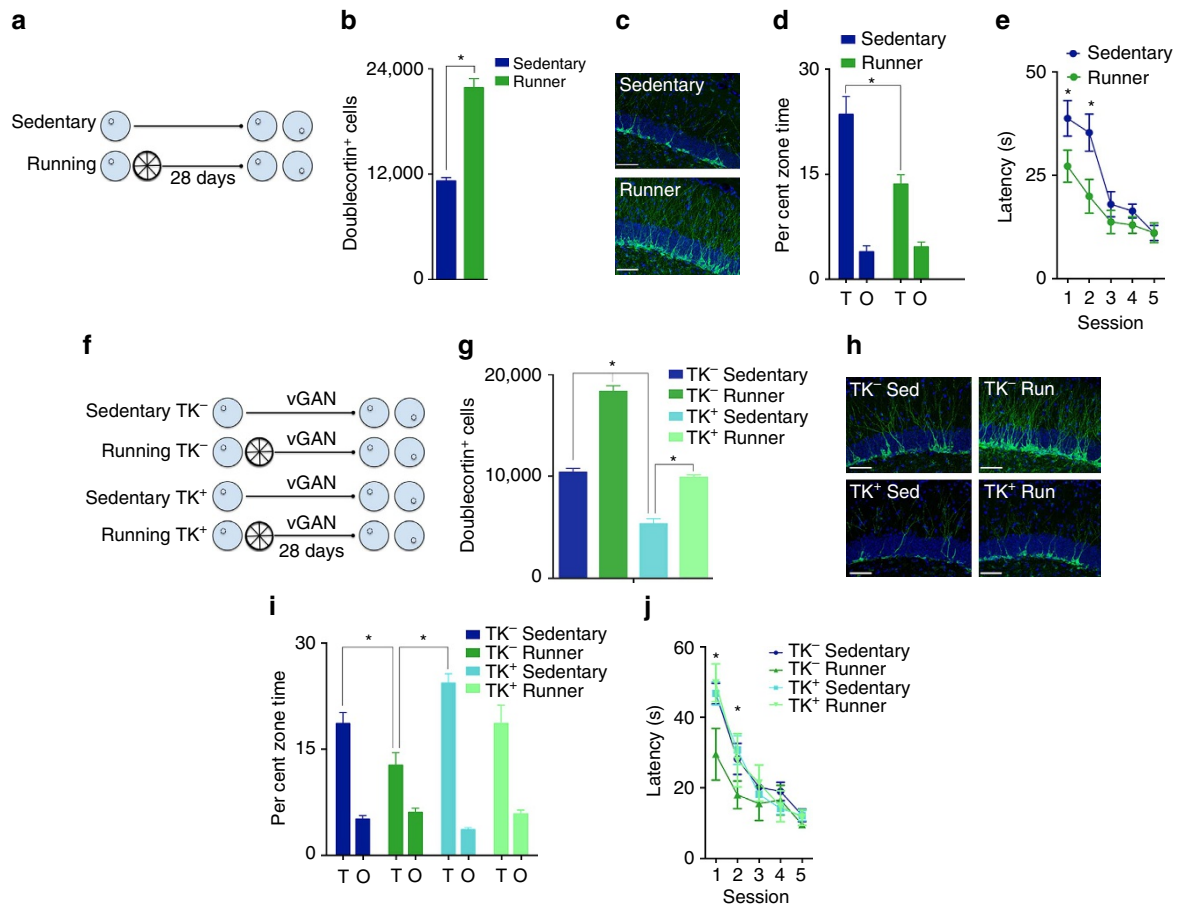 a
Sedentary
Running
28 days
b
Doublecortin⁺ cells
24,000
12,000
0
*
Sedentary
Runner
c
Sedentary
Runner
d
Sedentary
Runner
Per cent zone time
30
15
0
*
T O T O
e
Sedentary
Runner
Latency (s)
50
25
0
* *
1 2 3 4 5
Session
f
Sedentary TK⁻ vGAN
Running TK⁻ vGAN
Sedentary TK⁺ vGAN
Running TK⁺ vGAN
28 days
g
Doublecortin⁺ cells
20,000
10,000
0
*
*
TK⁻ Sedentary
TK⁻ Runner
TK⁺ Sedentary
TK⁺ Runner
h
TK⁻ Sed
TK⁻ Run
TK⁺ Sed
TK⁺ Run
i
Per cent zone time
30
15
0
* *
TK⁻ Sedentary
TK⁻ Runner
TK⁺ Sedentary
TK⁺ Runner
T O T O T O T O
j
Latency (s)
60
40
20
0
*
*
TK⁻ Sedentary
TK⁻ Runner
TK⁺ Sedentary
TK⁺ Runner
1 2 3 4 5
Session